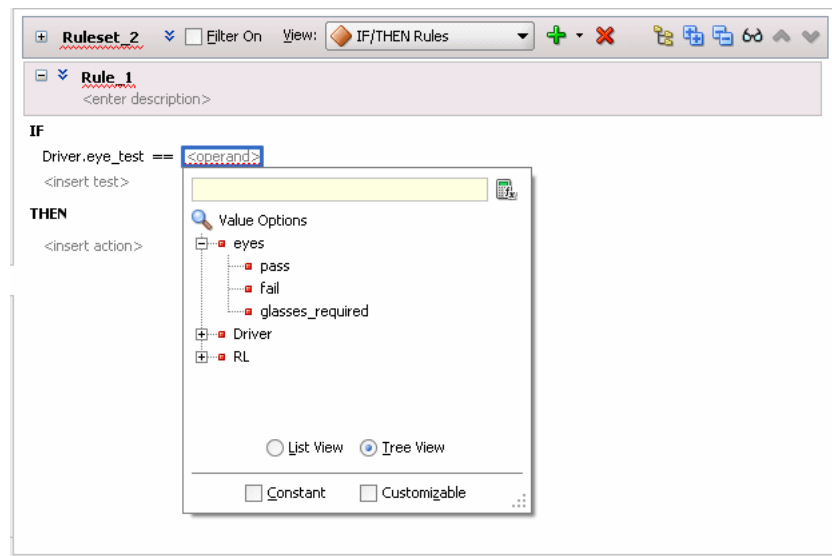 Ruleset_2 Filter On View: IF/THEN Rules
Rule_1
<enter description>
IF
Driver.eye_test == <operand>
<insert test>
THEN
<insert action>
Value Options
eyes
pass
fail
glasses_required
Driver
RL
List View Tree View
Constant Customizable